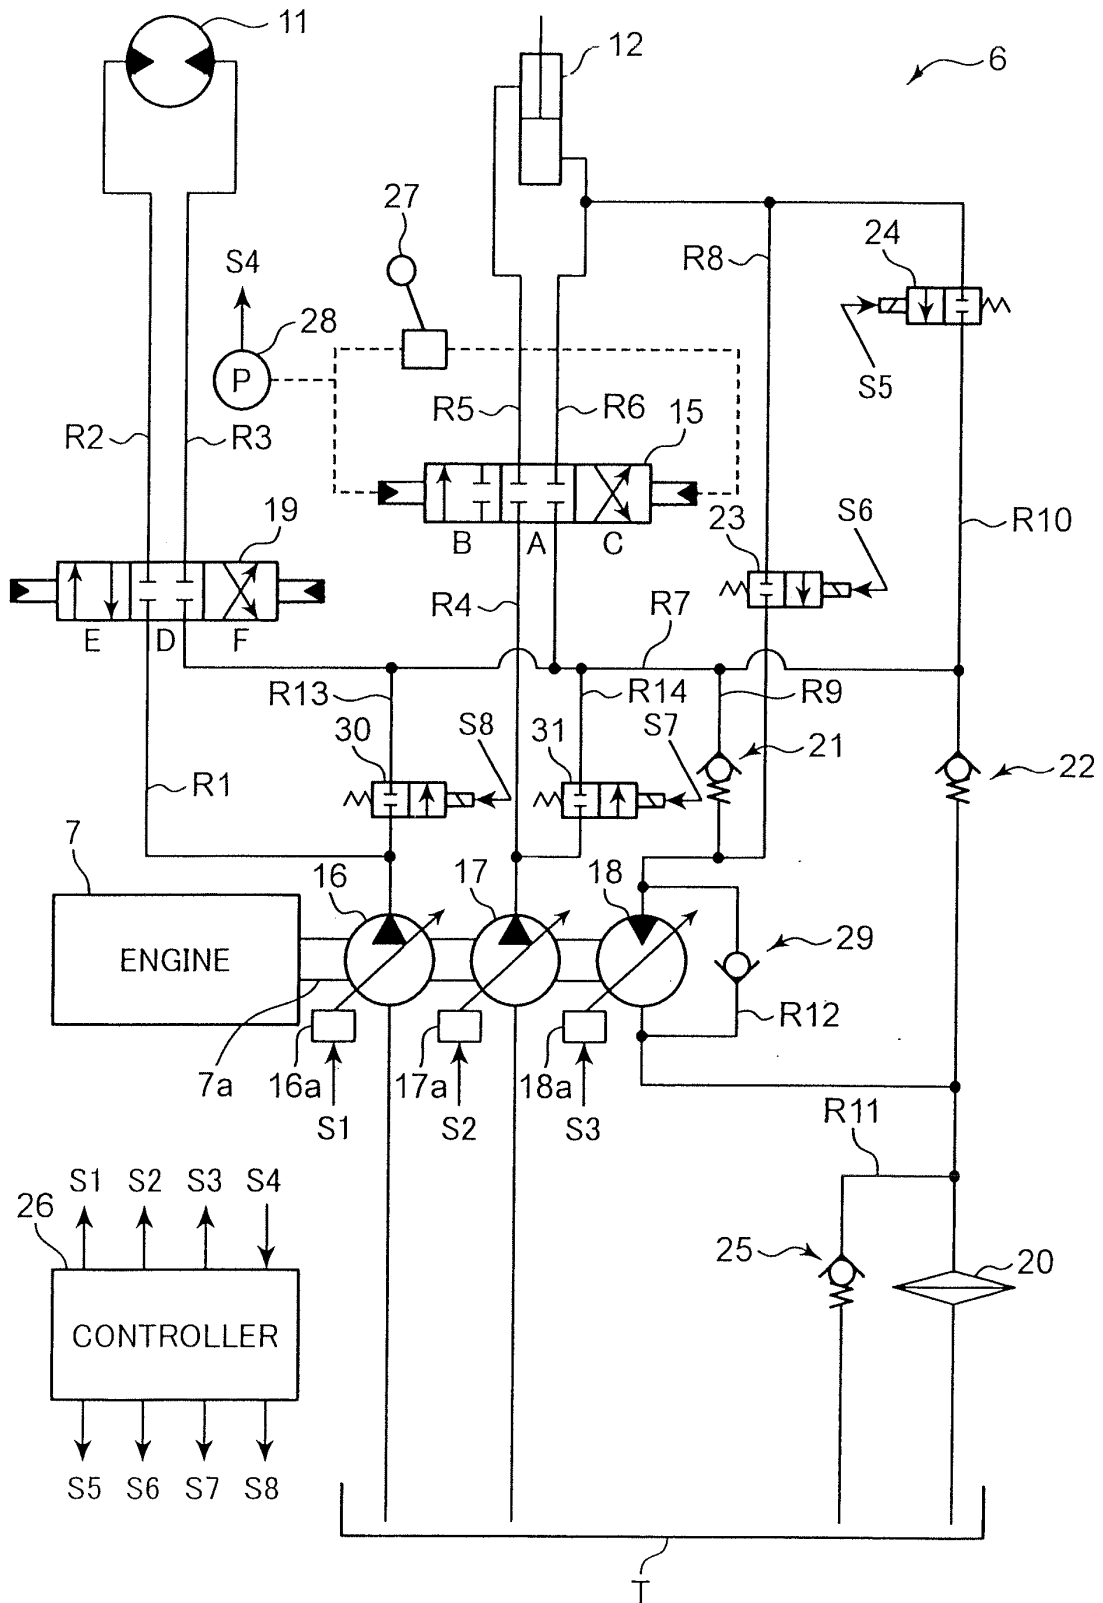 11
12
6
27
24
S4
R8
28
P
S5
R5
R6
15
R2
R3
19
23
S6
B
A
C
R10
R4
R7
E
D
F
R13
R14
R9
30
S8
31
S7
21
22
R1
7
16
17
18
ENGINE
29
R12
7a
16a
17a
18a
S1
S2
S3
R11
S1
S2
S3
S4
26
25
20
CONTROLLER
S5
S6
S7
S8
T